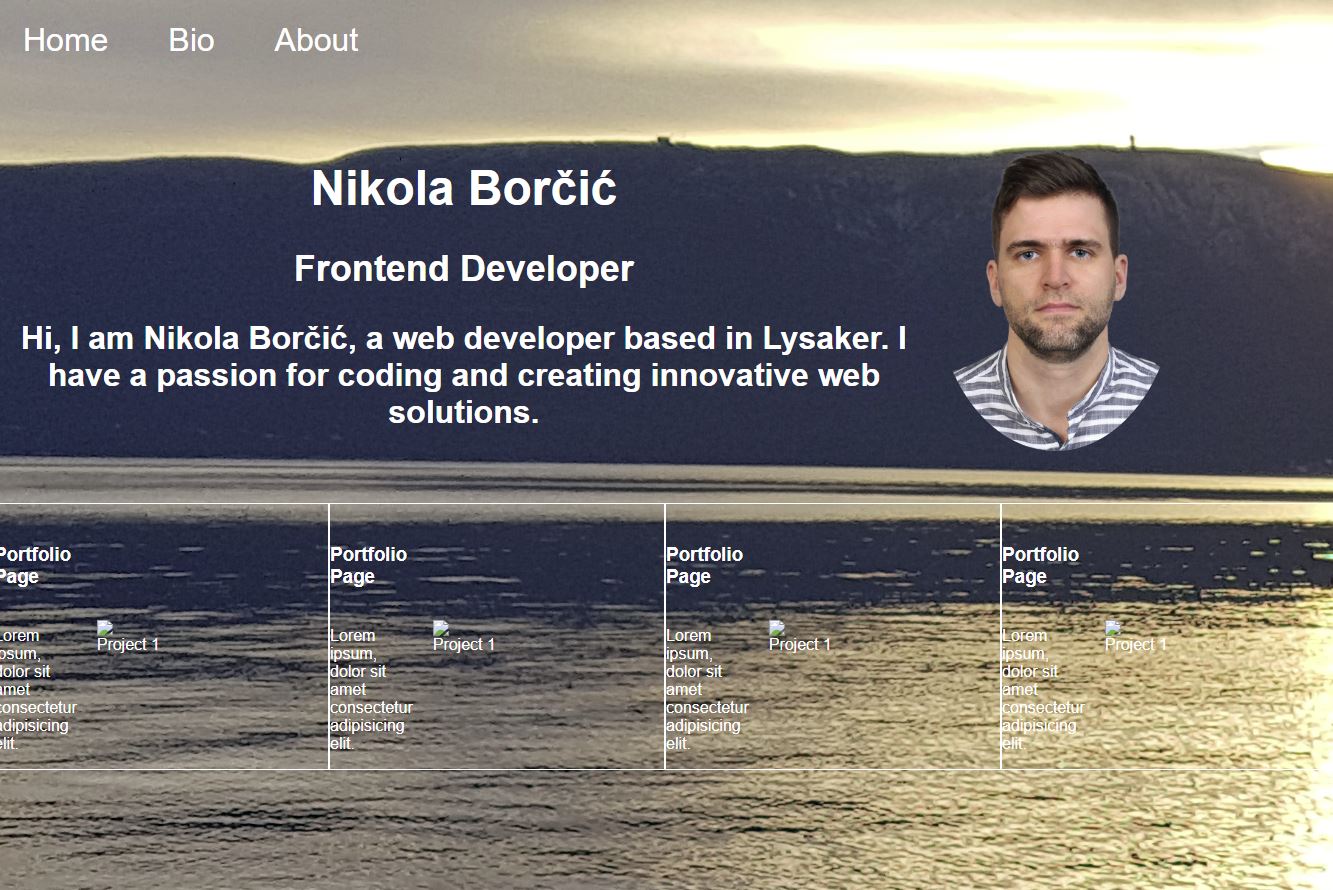 Home Bio About
Nikola Borčić
Frontend Developer
Hi, I am Nikola Borčić, a web developer based in Lysaker. I
have a passion for coding and creating innovative web
solutions.
Portfolio
Page
Lorem
ipsum,
dolor sit
amet
consectetur
adipisicing
elit.
Project 1
Portfolio
Page
Lorem
ipsum,
dolor sit
amet
consectetur
adipisicing
elit.
Project 1
Portfolio
Page
Lorem
ipsum,
dolor sit
amet
consectetur
adipisicing
elit.
Project 1
Portfolio
Page
Lorem
ipsum,
dolor sit
amet
consectetur
adipisicing
elit.
Project 1